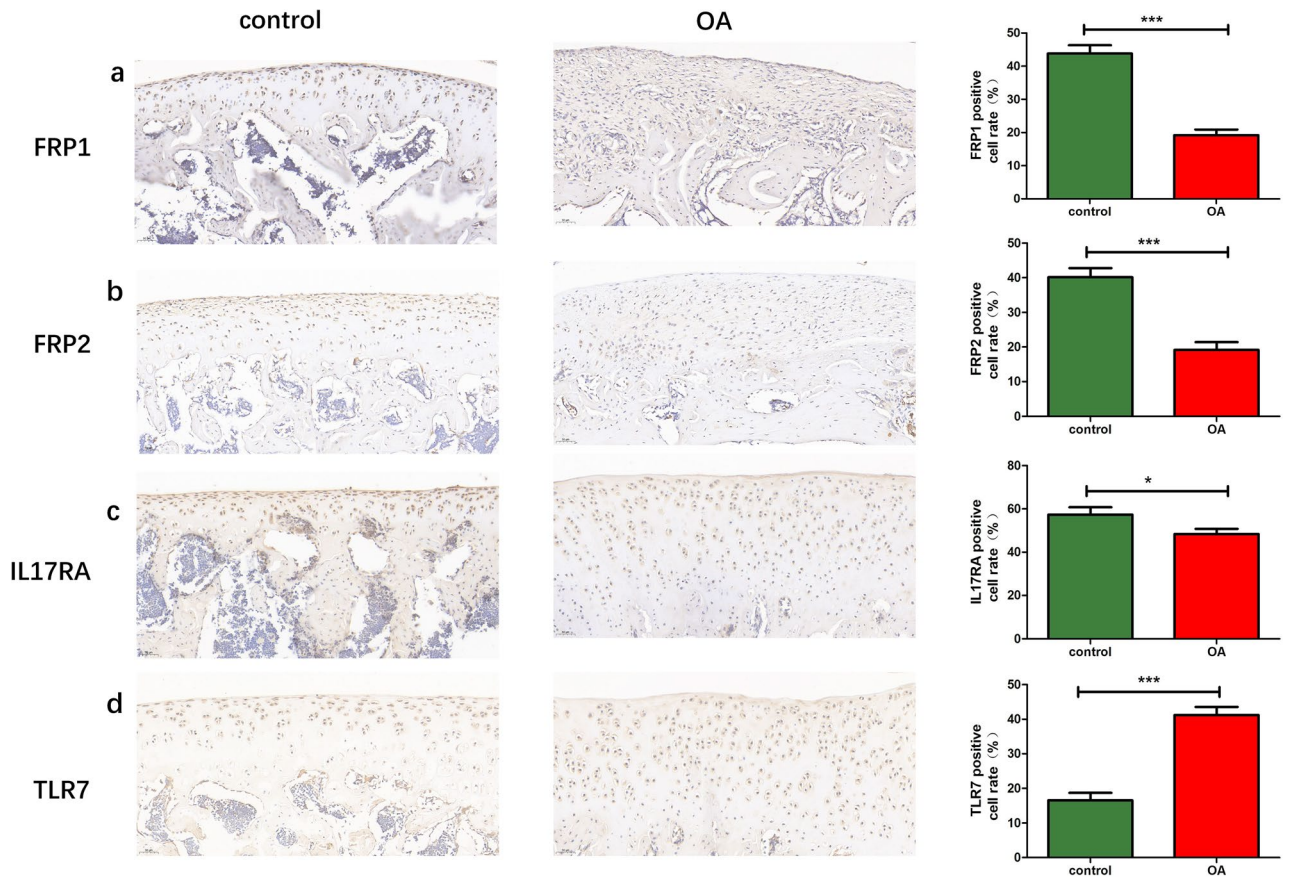 control
OA
a
FRP1
***
FRP1 positive
cell rate（%）
50
40
30
20
10
0
control
OA
b
FRP2
***
FRP2 positive
cell rate（%）
50
40
30
20
10
0
control
OA
c
IL17RA
*
IL17RA positive
cell rate（%）
80
60
40
20
0
control
OA
d
TLR7
***
TLR7 positive
cell rate（%）
50
40
30
20
10
0
control
OA